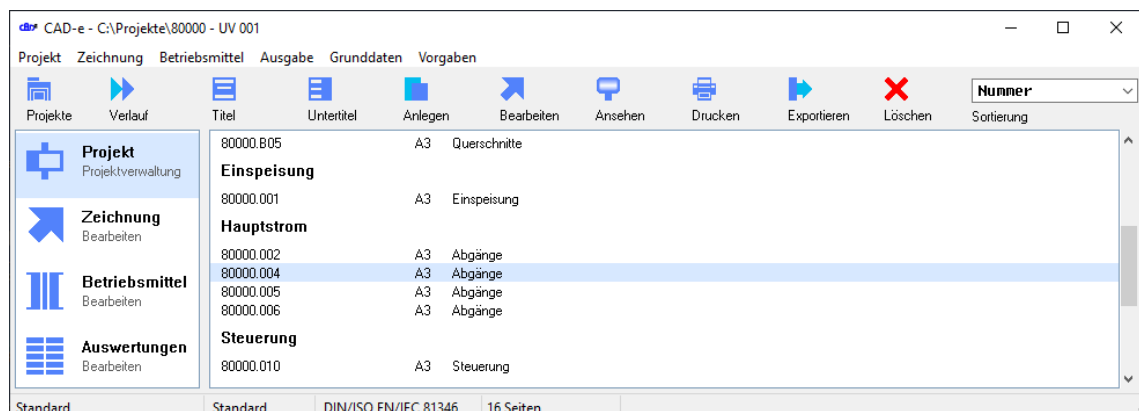 CAD-e - C:\Projekte\80000 - UV 001
Projekt Zeichnung Betriebsmittel Ausgabe Grunddaten Vorgaben
Projekte Verlauf Titel Untertitel Anlegen Bearbeiten Ansehen Drucken Exportieren Löschen
Nummer
Sortierung
Projekt
Projektverwaltung
Zeichnung
Bearbeiten
Betriebsmittel
Bearbeiten
Auswertungen
Bearbeiten
80000.B05 A3 Querschnitte
Einspeisung
80000.001 A3 Einspeisung
Hauptstrom
80000.002 A3 Abgänge
80000.004 A3 Abgänge
80000.005 A3 Abgänge
80000.006 A3 Abgänge
Steuerung
80000.010 A3 Steuerung
Standard Standard DIN/ISO EN/IEC 81346 16 Seiten